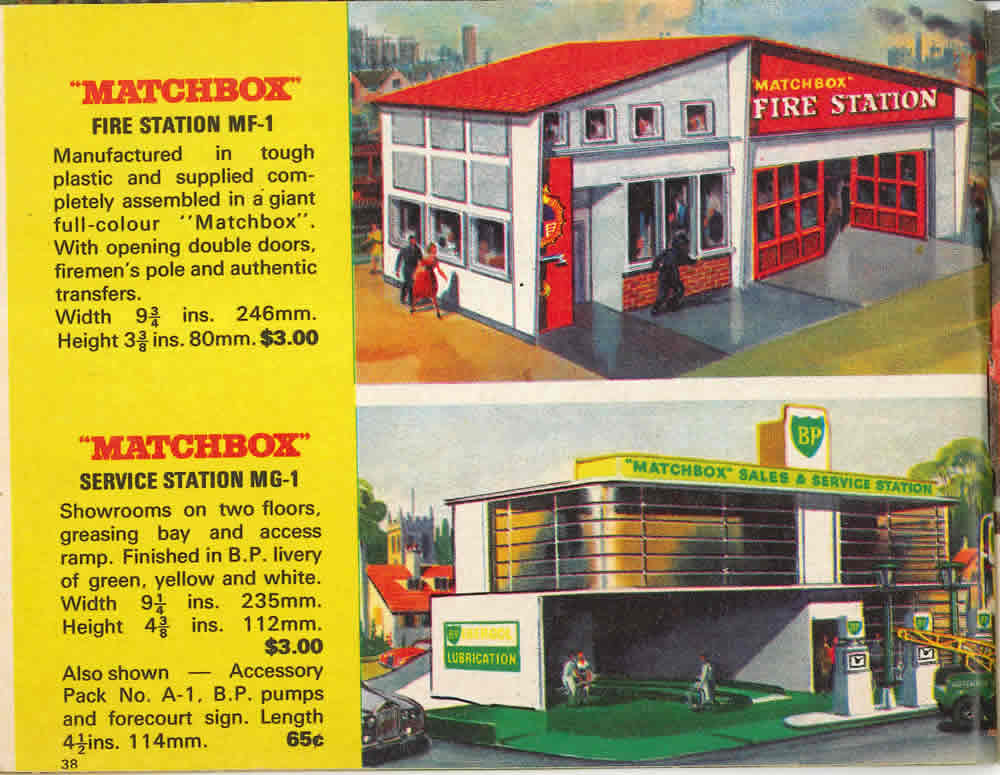 "MATCHBOX"
FIRE STATION MF-1
Manufactured in tough
plastic and supplied com-
pletely assembled in a giant
full-colour "Matchbox".
With opening double doors,
firemen's pole and authentic
transfers.
Width 9¾ ins. 246mm.
Height 3⅜ ins. 80mm. $3.00
"MATCHBOX"
FIRE STATION
"MATCHBOX"
SERVICE STATION MG-1
Showrooms on two floors,
greasing bay and access
ramp. Finished in B.P. livery
of green, yellow and white.
Width 9¼ ins. 235mm.
Height 4⅜ ins. 112mm.
$3.00
Also shown — Accessory
Pack No. A-1, B.P. pumps
and forecourt sign. Length
4½ins. 114mm. 65c
38
BP
"MATCHBOX" SALES & SERVICE STATION
BP ENERGOL
LUBRICATION
BP
BP